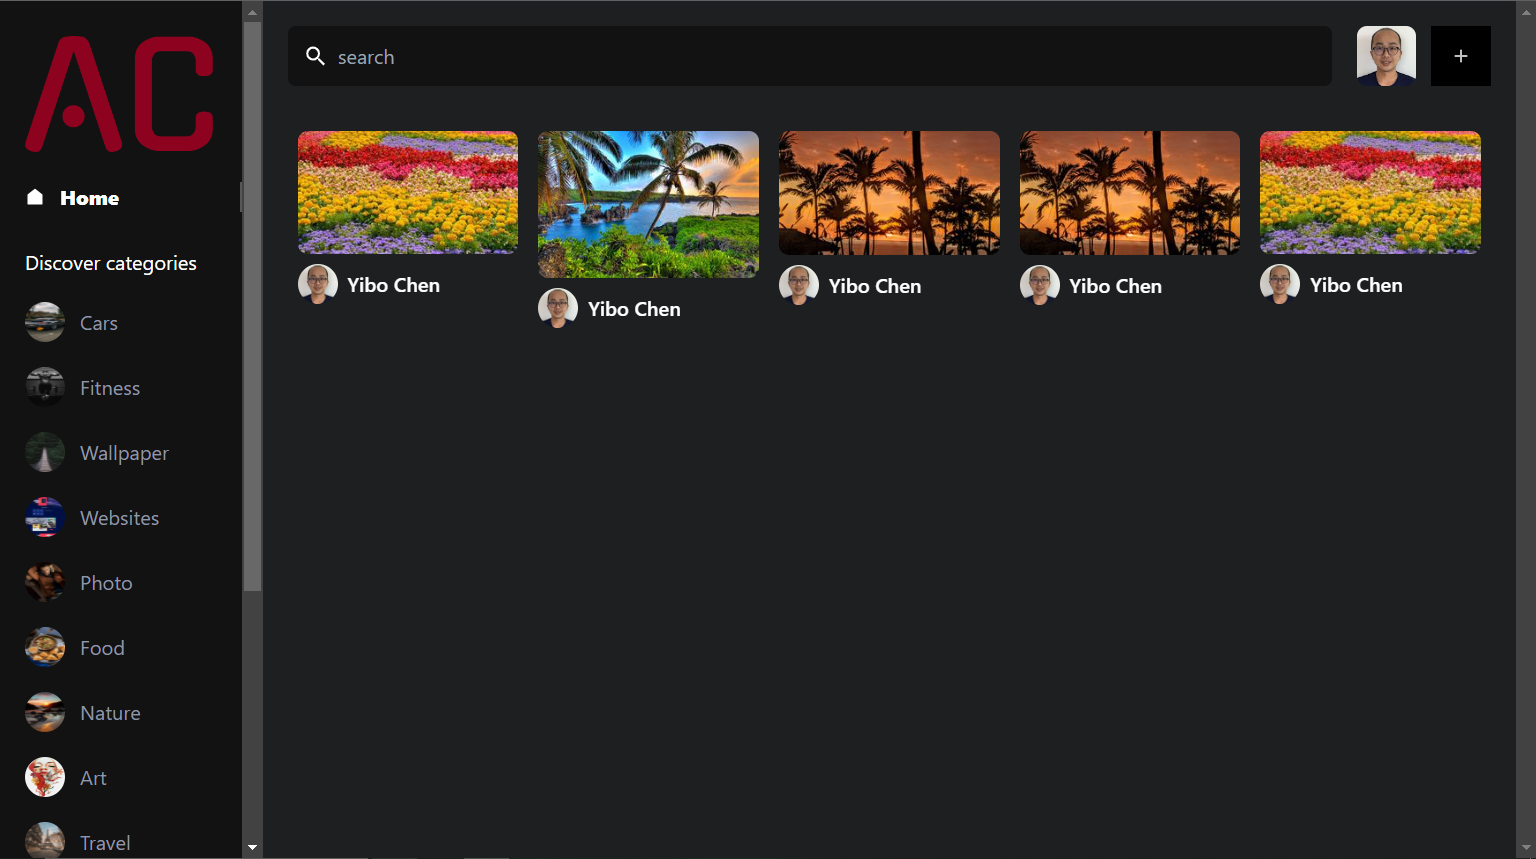 AC
search
+
Home
Discover categories
Cars
Fitness
Wallpaper
Websites
Photo
Food
Nature
Art
Travel
Yibo Chen
Yibo Chen
Yibo Chen
Yibo Chen
Yibo Chen